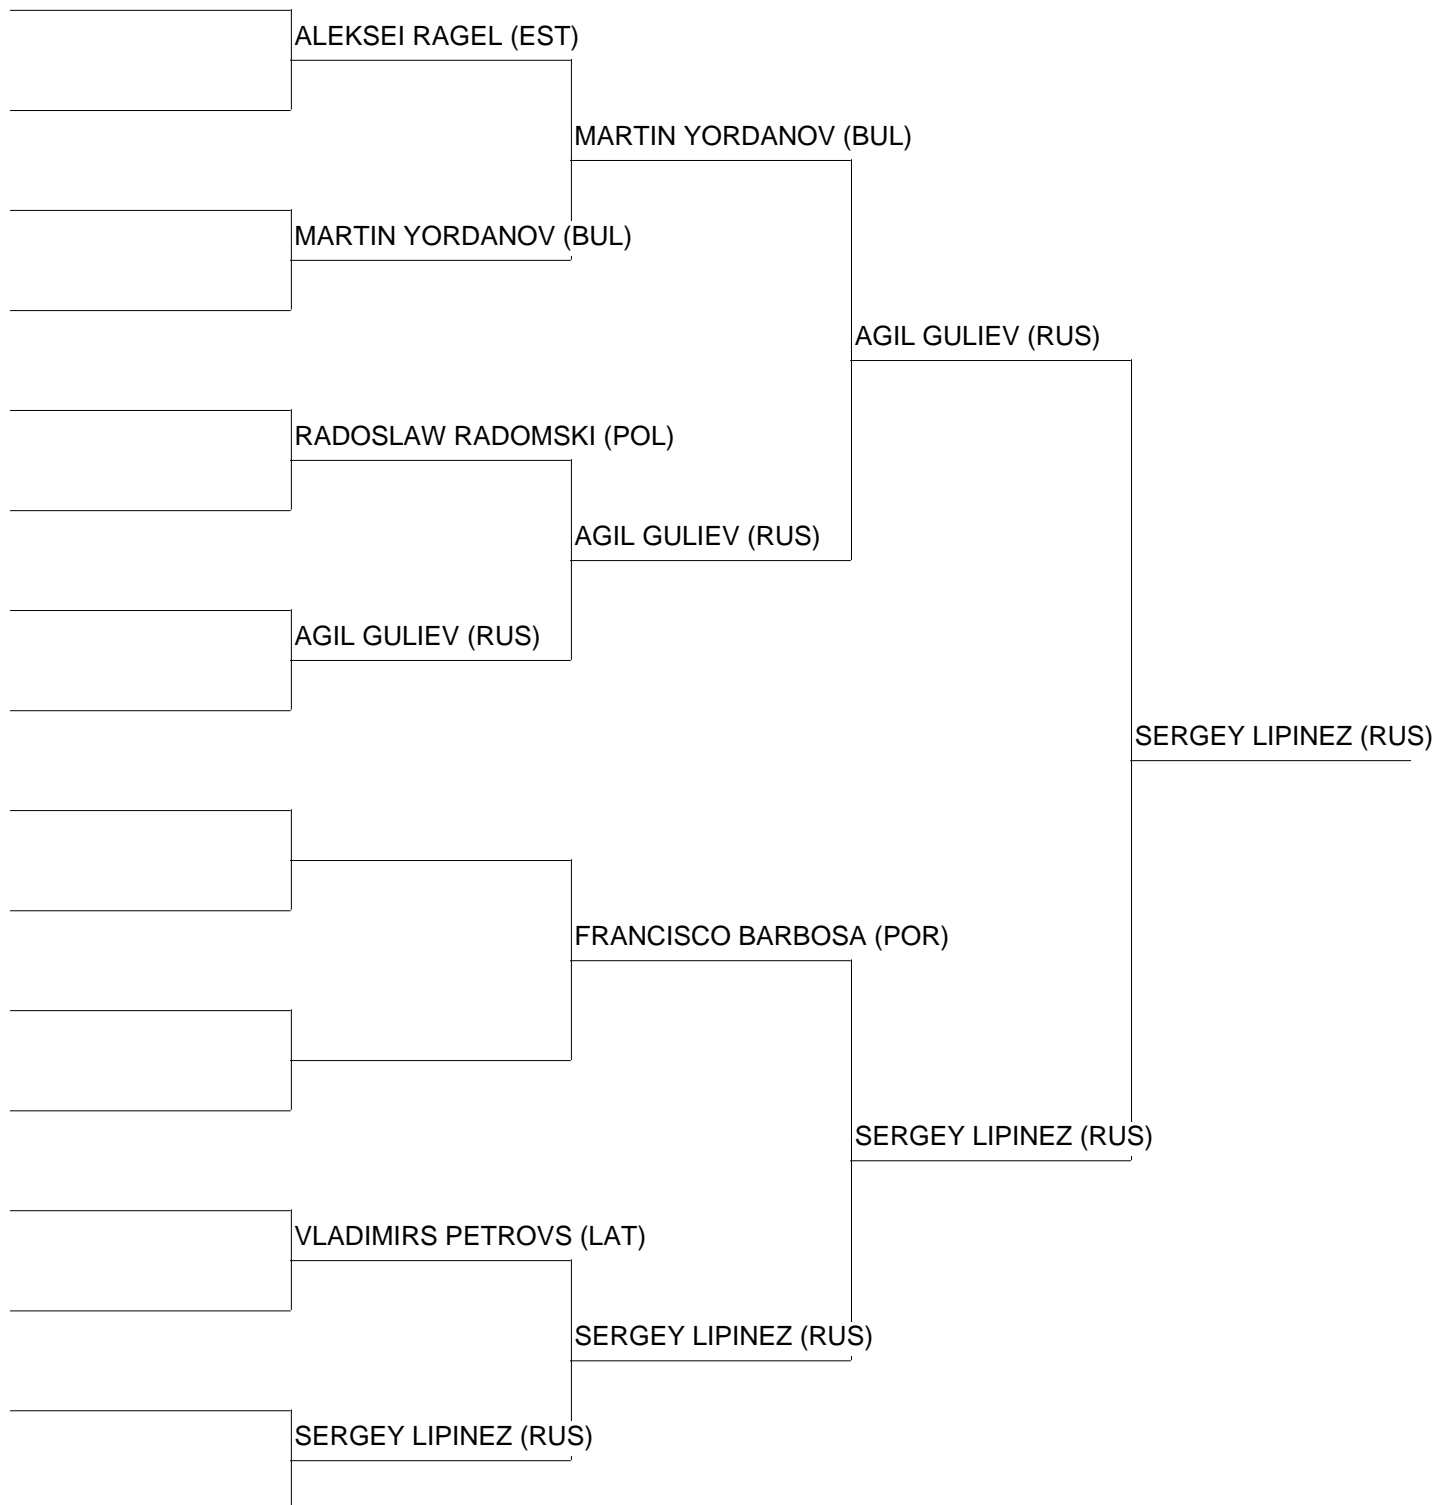 ALEKSEI RAGEL (EST)
MARTIN YORDANOV (BUL)
MARTIN YORDANOV (BUL)
AGIL GULIEV (RUS)
RADOSLAW RADOMSKI (POL)
AGIL GULIEV (RUS)
AGIL GULIEV (RUS)
SERGEY LIPINEZ (RUS)
FRANCISCO BARBOSA (POR)
SERGEY LIPINEZ (RUS)
VLADIMIRS PETROVS (LAT)
SERGEY LIPINEZ (RUS)
SERGEY LIPINEZ (RUS)